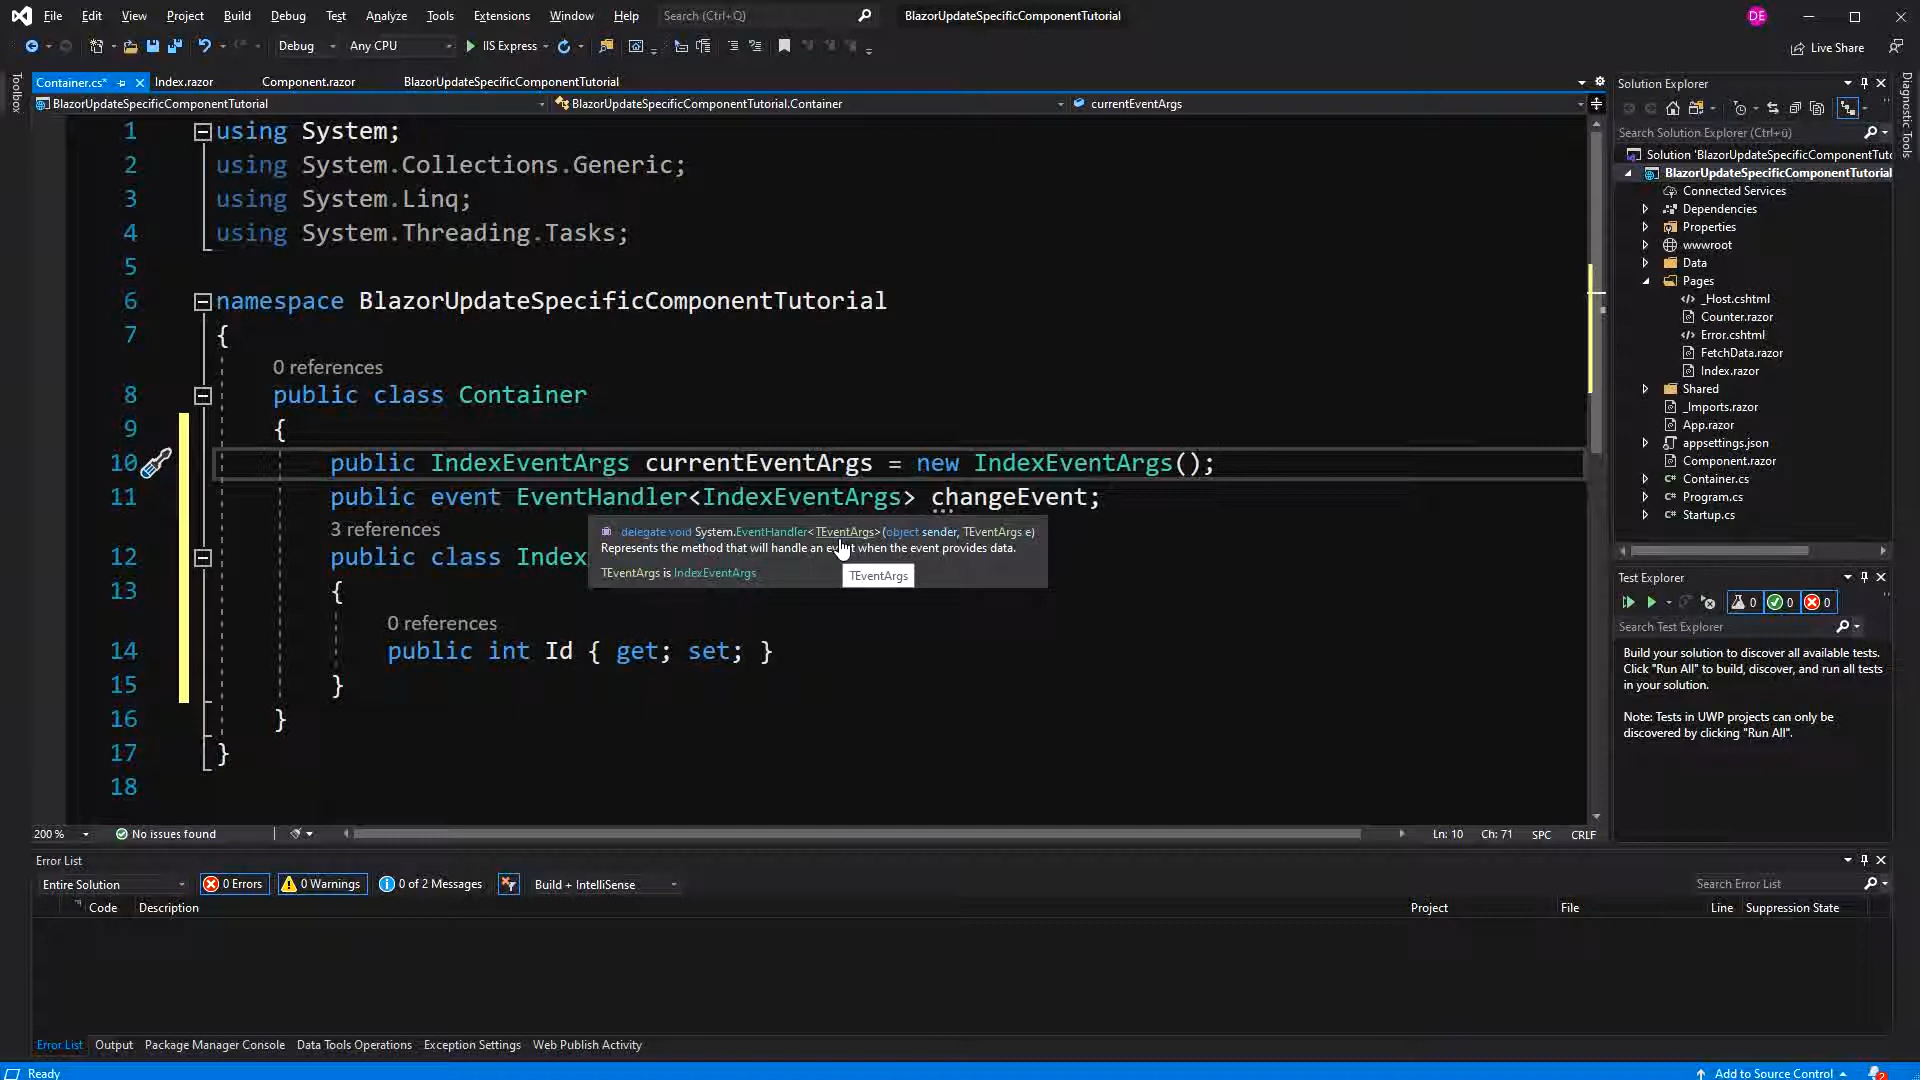 File Edit View Project Build Debug Test Analyze Tools Extensions Window Help Search (Ctrl+Q) BlazorUpdateSpecificComponentTutorial DE
Debug Any CPU IIS Express Live Share
Toolbox
Container.cs* Index.razor Component.razor BlazorUpdateSpecificComponentTutorial
BlazorUpdateSpecificComponentTutorial BlazorUpdateSpecificComponentTutorial.Container currentEventArgs
1 using System;
2 using System.Collections.Generic;
3 using System.Linq;
4 using System.Threading.Tasks;
5
6 namespace BlazorUpdateSpecificComponentTutorial
7 {
0 references
8 public class Container
9 {
10 public IndexEventArgs currentEventArgs = new IndexEventArgs();
11 public event EventHandler<IndexEventArgs> changeEvent;
3 references
delegate void System.EventHandler<TEventArgs>(object sender, TEventArgs e)
Represents the method that will handle an event when the event provides data.
TEventArgs is IndexEventArgs
TEventArgs
12 public class Index
13 {
0 references
14 public int Id { get; set; }
15 }
16 }
17 }
18
200 % No issues found Ln: 10 Ch: 71 SPC CRLF
Error List
Entire Solution 0 Errors 0 Warnings 0 of 2 Messages Build + IntelliSense Search Error List
Code Description Project File Line Suppression State
Error List Output Package Manager Console Data Tools Operations Exception Settings Web Publish Activity
Ready Add to Source Control 2
Solution Explorer
Search Solution Explorer (Ctrl+ü)
Solution 'BlazorUpdateSpecificComponentTuto
BlazorUpdateSpecificComponentTutorial
Connected Services
Dependencies
Properties
wwwroot
Data
Pages
_Host.cshtml
Counter.razor
Error.cshtml
FetchData.razor
Index.razor
Shared
_Imports.razor
App.razor
appsettings.json
Component.razor
C# Container.cs
C# Program.cs
C# Startup.cs
Test Explorer
0 0 0
Search Test Explorer
Build your solution to discover all available tests.
Click "Run All" to build, discover, and run all tests
in your solution.
Note: Tests in UWP projects can only be
discovered by clicking "Run All".
Diagnostic Tools